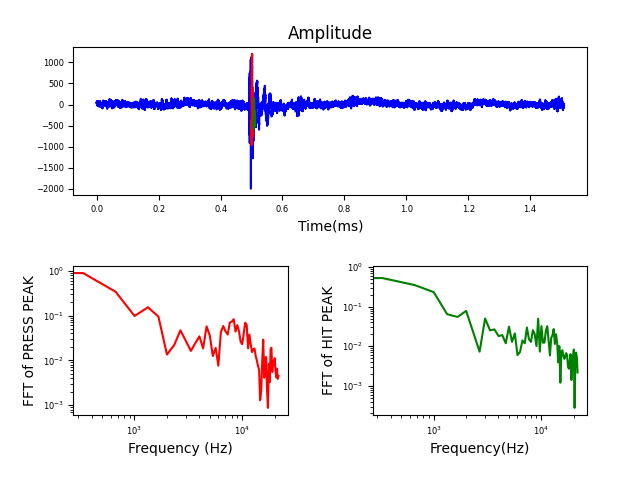 Amplitude
1000
500
0
−500
−1000
−1500
−2000
0.0 0.2 0.4 0.6 0.8 1.0 1.2 1.4
Time(ms)
FFT of PRESS PEAK
10⁰
10⁻¹
10⁻²
10⁻³
10³ 10⁴
Frequency (Hz)
FFT of HIT PEAK
10⁰
10⁻¹
10⁻²
10⁻³
10³ 10⁴
Frequency(Hz)